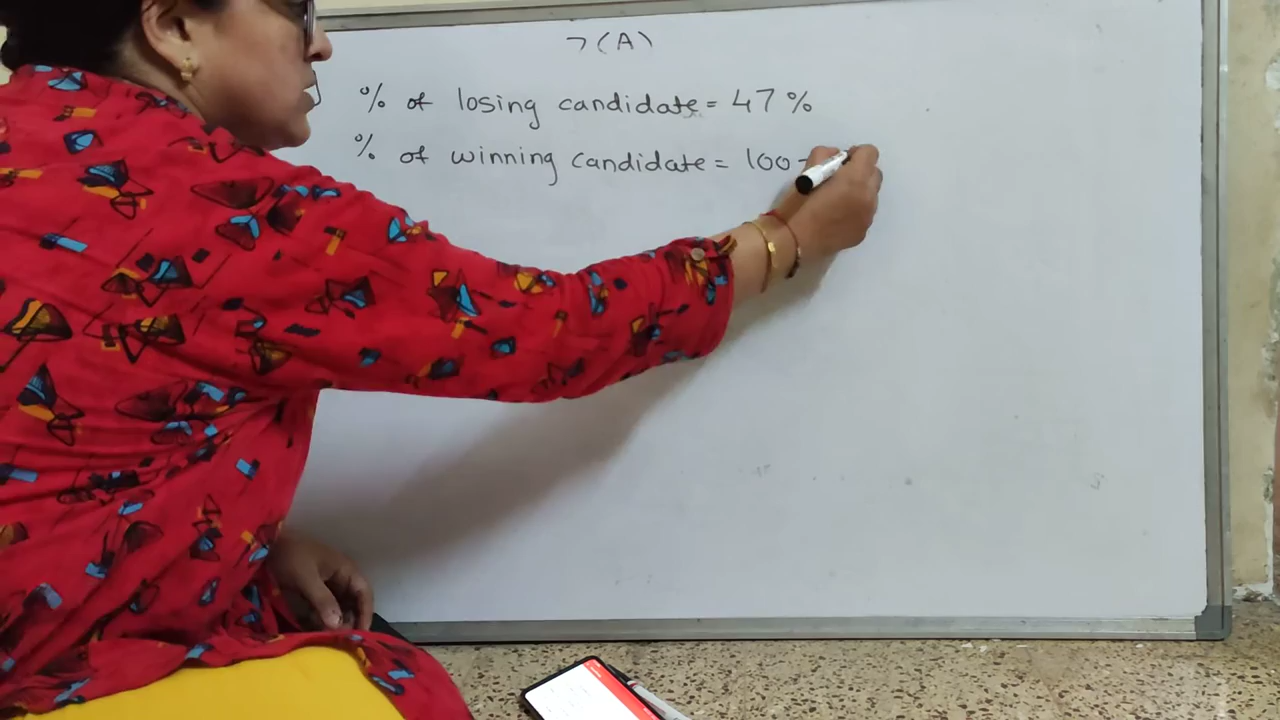 7(A)
% of losing candidate = 47%
% of winning candidate = 100-